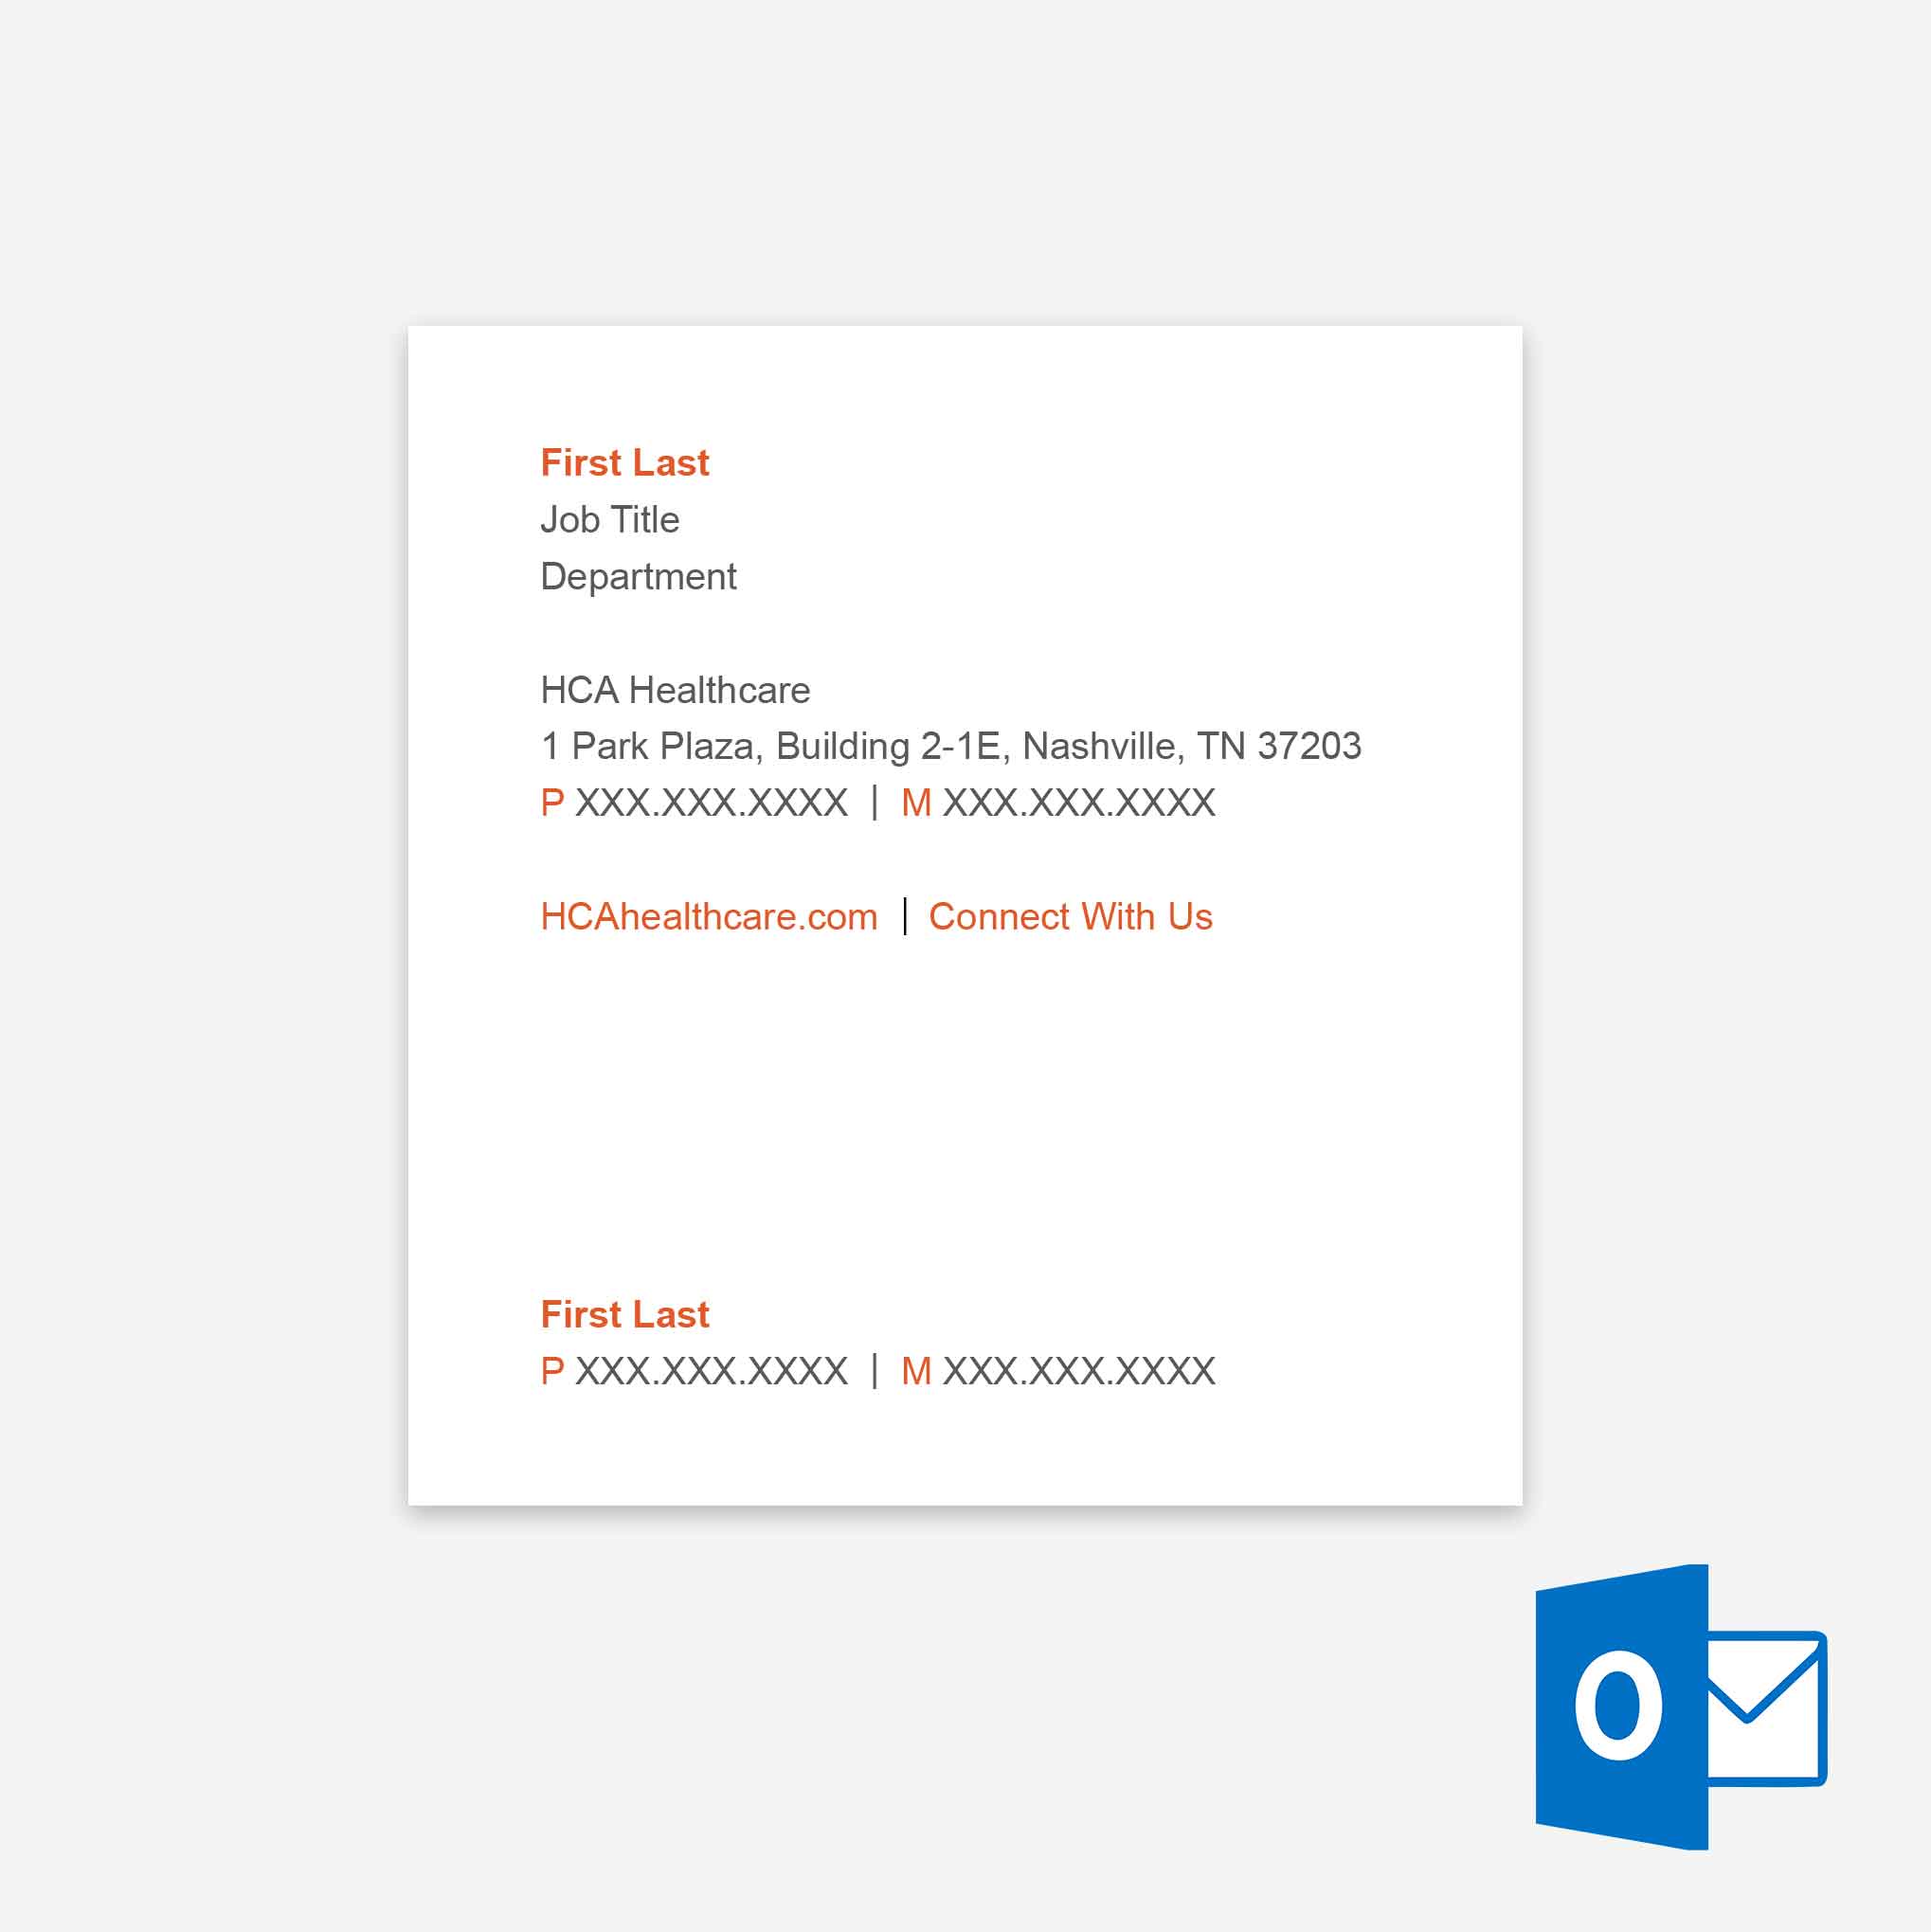 First Last
Job Title
Department
HCA Healthcare
1 Park Plaza, Building 2-1E, Nashville, TN 37203
P XXX.XXX.XXXX | M XXX.XXX.XXXX
HCAhealthcare.com | Connect With Us
First Last
P XXX.XXX.XXXX | M XXX.XXX.XXXX
O